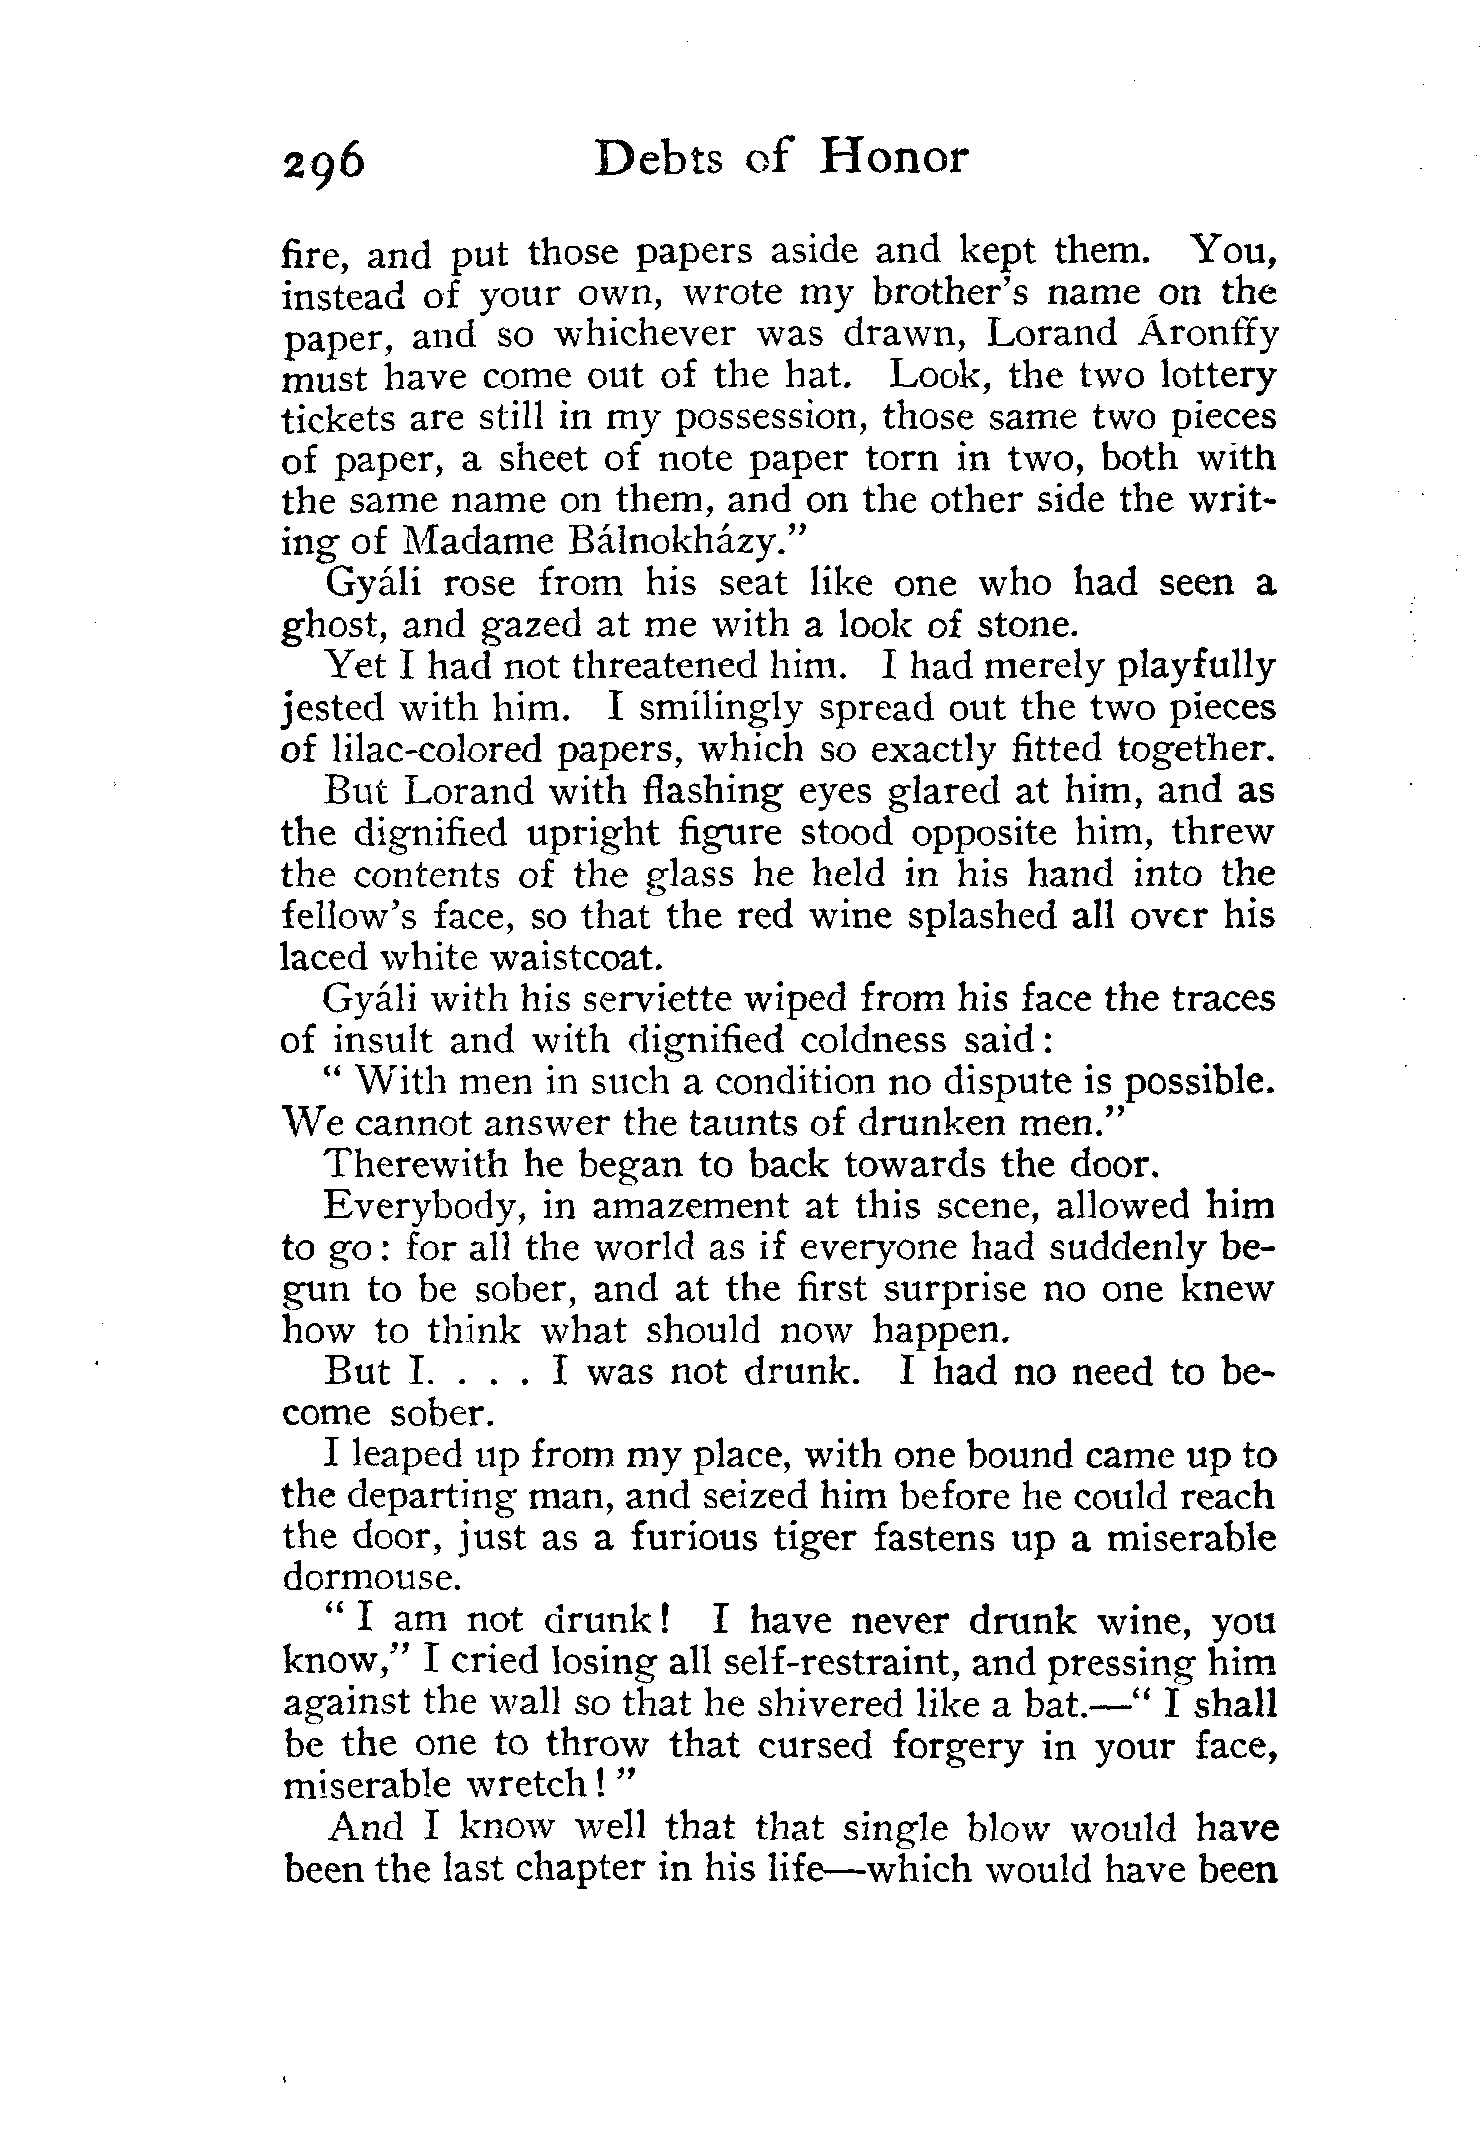 296 Debts of Honor
fire, and put those papers aside and kept them. You,
instead of your own, wrote my brother's name on the
paper, and so whichever was drawn, Lorand Áronffy
must have come out of the hat. Look, the two lottery
tickets are still in my possession, those same two pieces
of paper, a sheet of note paper torn in two, both with
the same name on them, and on the other side the writ-
ing of Madame Bálnokházy."
Gyáli rose from his seat like one who had seen a
ghost, and gazed at me with a look of stone.
Yet I had not threatened him. I had merely playfully
jested with him. I smilingly spread out the two pieces
of lilac-colored papers, which so exactly fitted together.
But Lorand with flashing eyes glared at him, and as
the dignified upright figure stood opposite him, threw
the contents of the glass he held in his hand into the
fellow's face, so that the red wine splashed all over his
laced white waistcoat.
Gyáli with his serviette wiped from his face the traces
of insult and with dignified coldness said:
"With men in such a condition no dispute is possible.
We cannot answer the taunts of drunken men."
Therewith he began to back towards the door.
Everybody, in amazement at this scene, allowed him
to go: for all the world as if everyone had suddenly be-
gun to be sober, and at the first surprise no one knew
how to think what should now happen.
But I. . . . I was not drunk. I had no need to be-
come sober.
I leaped up from my place, with one bound came up to
the departing man, and seized him before he could reach
the door, just as a furious tiger fastens up a miserable
dormouse.
"I am not drunk! I have never drunk wine, you
know," I cried losing all self-restraint, and pressing him
against the wall so that he shivered like a bat.—"I shall
be the one to throw that cursed forgery in your face,
miserable wretch!"
And I know well that that single blow would have
been the last chapter in his life—which would have been